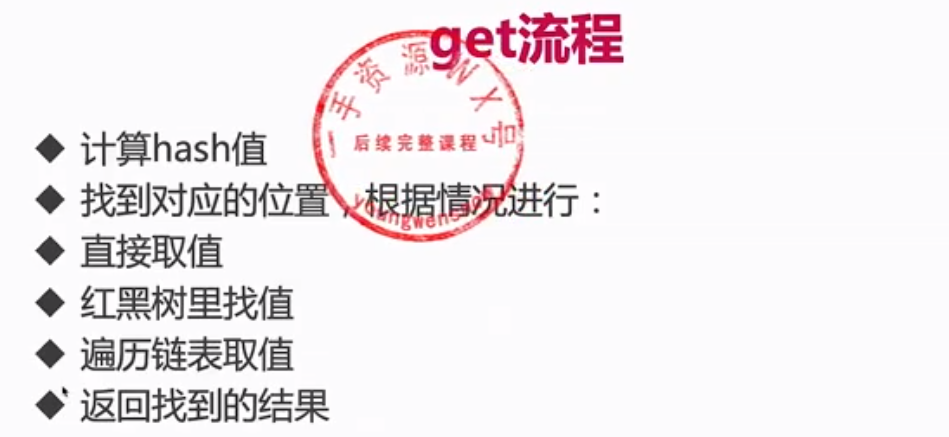 get流程
一手资源WX号
后续完整课程
计算hash值
找到对应的位置，根据情况进行：
直接取值
红黑树里找值
遍历链表取值
返回找到的结果